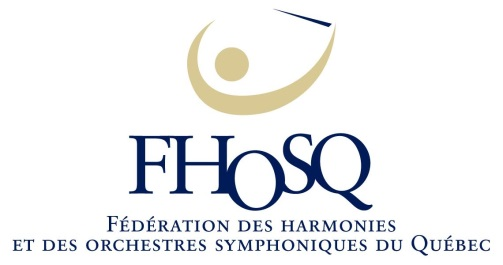 FHOSQ
FÉDÉRATION DES HARMONIES
ET DES ORCHESTRES SYMPHONIQUES DU QUÉBEC